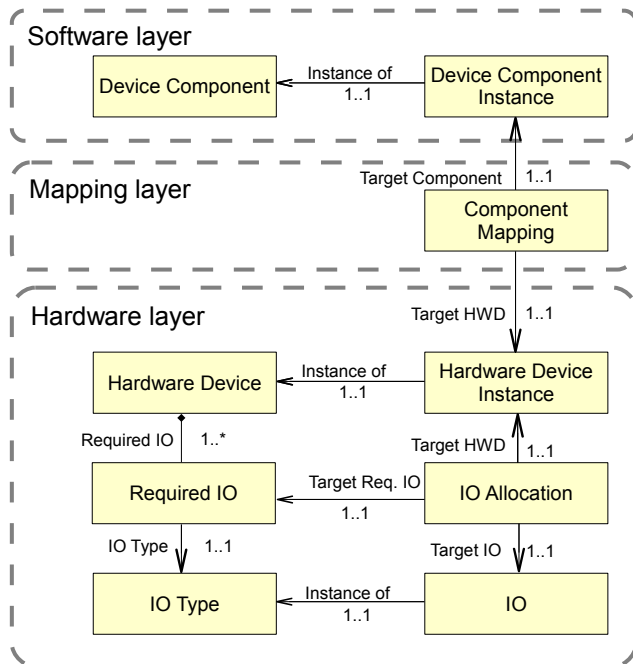 Software layer
Device Component
Instance of
1..1
Device Component
Instance
Target Component
1..1
Mapping layer
Component
Mapping
Hardware layer
Target HWD
1..1
Hardware Device
Instance of
1..1
Hardware Device
Instance
Required IO
1..*
Target HWD
1..1
Required IO
Target Req. IO
1..1
IO Allocation
IO Type
1..1
Target IO
1..1
IO Type
Instance of
1..1
IO